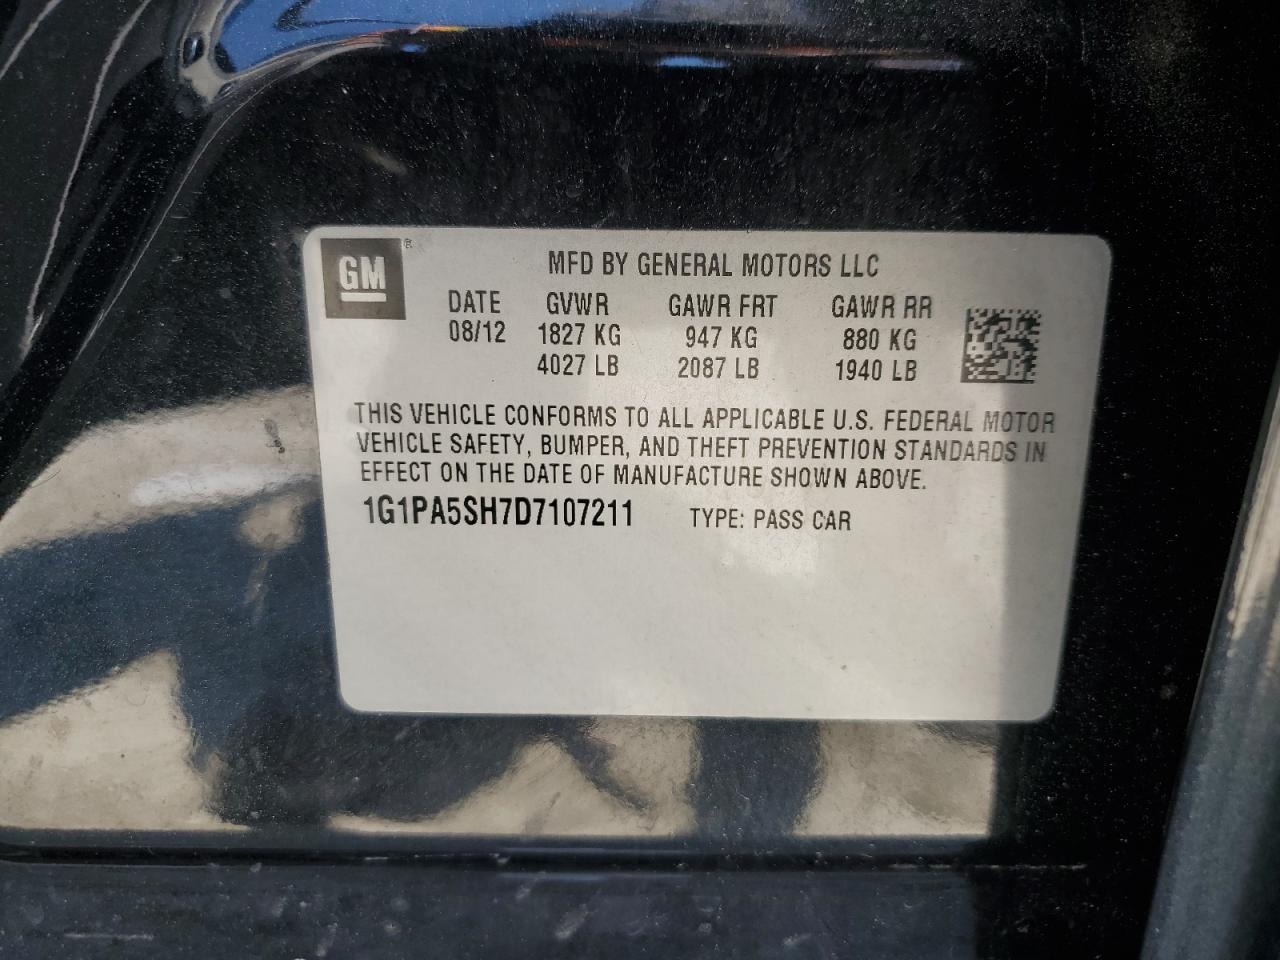 GM ®
MFD BY GENERAL MOTORS LLC
DATE GVWR GAWR FRT GAWR RR
08/12 1827 KG 947 KG 880 KG
4027 LB 2087 LB 1940 LB
THIS VEHICLE CONFORMS TO ALL APPLICABLE U.S. FEDERAL MOTOR
VEHICLE SAFETY, BUMPER, AND THEFT PREVENTION STANDARDS IN
EFFECT ON THE DATE OF MANUFACTURE SHOWN ABOVE.
1G1PA5SH7D7107211 TYPE: PASS CAR